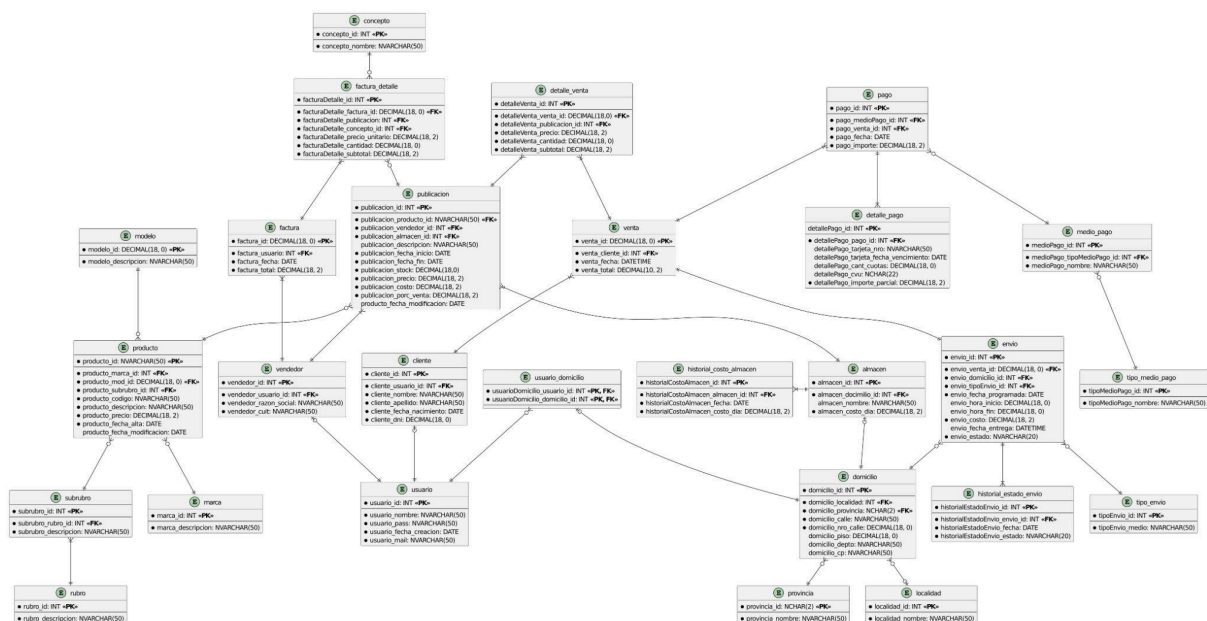 E concepto
concepto_id: INT «PK»
concepto_nombre: NVARCHAR(50)
E factura_detalle
facturaDetalle_id: INT «PK»
facturaDetalle_factura_id: DECIMAL(18, 0) «FK»
facturaDetalle_publicacion: INT «FK»
facturaDetalle_concepto_id: INT «FK»
facturaDetalle_precio_unitario: DECIMAL(18, 2)
facturaDetalle_cantidad: DECIMAL(18, 0)
facturaDetalle_subtotal: DECIMAL(18, 2)
E detalle_venta
detalleVenta_id: INT «PK»
detalleVenta_venta_id: DECIMAL(18,0) «FK»
detalleVenta_publicacion_id: INT «FK»
detalleVenta_precio: DECIMAL(18, 2)
detalleVenta_cantidad: DECIMAL(18, 0)
detalleVenta_subtotal: DECIMAL(18, 2)
E pago
pago_id: INT «PK»
pago_medioPago_id: INT «FK»
pago_venta_id: INT «FK»
pago_fecha: DATE
pago_importe: DECIMAL(18, 2)
E modelo
modelo_id: DECIMAL(18, 0) «PK»
modelo_descripcion: NVARCHAR(50)
E factura
factura_id: DECIMAL(18, 0) «PK»
factura_usuario: INT «FK»
factura_fecha: DATE
factura_total: DECIMAL(18, 2)
E publicacion
publicacion_id: INT «PK»
publicacion_producto_id: NVARCHAR(50) «FK»
publicacion_vendedor_id: INT «FK»
publicacion_almacen_id: INT «FK»
publicacion_descripcion: NVARCHAR(50)
publicacion_fecha_inicio: DATE
publicacion_fecha_fin: DATE
publicacion_stock: DECIMAL(18,0)
publicacion_precio: DECIMAL(18, 2)
publicacion_costo: DECIMAL(18, 2)
publicacion_porc_venta: DECIMAL(18, 2)
producto_fecha_modificacion: DATE
E venta
venta_id: DECIMAL(18, 0) «PK»
venta_cliente_id: INT «FK»
venta_fecha: DATETIME
venta_total: DECIMAL(10, 2)
E detalle_pago
detallePago_id: INT «PK»
detallePago_pago_id: INT «FK»
detallePago_tarjeta_nro: NVARCHAR(50)
detallePago_tarjeta_fecha_vencimiento: DATE
detallePago_cant_cuotas: DECIMAL(18, 0)
detallePago_cvu: NCHAR(22)
detallePago_importe_parcial: DECIMAL(18, 2)
E medio_pago
medioPago_id: INT «PK»
medioPago_tipoMedioPago_id: INT «FK»
medioPago_nombre: NVARCHAR(50)
E producto
producto_id: NVARCHAR(50) «PK»
producto_marca_id: INT «FK»
producto_mod_id: DECIMAL(18, 0) «FK»
producto_subrubro_id: INT «FK»
producto_codigo: NVARCHAR(50)
producto_descripcion: NVARCHAR(50)
producto_precio: DECIMAL(18, 2)
producto_fecha_alta: DATE
producto_fecha_modificacion: DATE
E vendedor
vendedor_id: INT «PK»
vendedor_usuario_id: INT «FK»
vendedor_razon_social: NVARCHAR(50)
vendedor_cuit: NVARCHAR(50)
E cliente
cliente_id: INT «PK»
cliente_usuario_id: INT «FK»
cliente_nombre: NVARCHAR(50)
cliente_apellido: NVARCHAR(50)
cliente_fecha_nacimiento: DATE
cliente_dni: DECIMAL(18, 0)
E usuario_domicilio
usuarioDomicilio_usuario_id: INT «PK, FK»
usuarioDomicilio_domicilio_id: INT «PK, FK»
E historial_costo_almacen
historialCostoAlmacen_id: INT «PK»
historialCostoAlmacen_almacen_id: INT «FK»
historialCostoAlmacen_fecha: DATE
historialCostoAlmacen_costo_dia: DECIMAL(18, 2)
E almacen
almacen_id: INT «PK»
almacen_docimilio_id: INT «FK»
almacen_nombre: NVARCHAR(50)
almacen_costo_dia: DECIMAL(18, 2)
E envio
envio_id: INT «PK»
envio_venta_id: DECIMAL(18, 0) «FK»
envio_domicilio_id: INT «FK»
envio_tipoEnvio_id: INT «FK»
envio_fecha_programada: DATE
envio_hora_inicio: DECIMAL(18, 0)
envio_hora_fin: DECIMAL(18, 0)
envio_costo: DECIMAL(18, 2)
envio_fecha_entrega: DATETIME
envio_estado: NVARCHAR(20)
E tipo_medio_pago
tipoMedioPago_id: INT «PK»
tipoMedioPago_nombre: NVARCHAR(50)
E subrubro
subrubro_id: INT «PK»
subrubro_rubro_id: INT «FK»
subrubro_descripcion: NVARCHAR(50)
E marca
marca_id: INT «PK»
marca_descripcion: NVARCHAR(50)
E usuario
usuario_id: INT «PK»
usuario_nombre: NVARCHAR(50)
usuario_pass: NVARCHAR(50)
usuario_fecha_creacion: DATE
usuario_mail: NVARCHAR(50)
E domicilio
domicilio_id: INT «PK»
domicilio_localidad: INT «FK»
domicilio_provincia: NCHAR(2) «FK»
domicilio_calle: NVARCHAR(50)
domicilio_nro_calle: DECIMAL(18, 0)
domicilio_piso: DECIMAL(18, 0)
domicilio_depto: NVARCHAR(50)
domicilio_cp: NVARCHAR(50)
E historial_estado_envio
historialEstadoEnvio_id: INT «PK»
historialEstadoEnvio_envio_id: INT «FK»
historialEstadoEnvio_fecha: DATE
historialEstadoEnvio_estado: NVARCHAR(20)
E tipo_envio
tipoEnvio_id: INT «PK»
tipoEnvio_medio: NVARCHAR(50)
E rubro
rubro_id: INT «PK»
rubro_descripcion: NVARCHAR(50)
E provincia
provincia_id: NCHAR(2) «PK»
provincia_nombre: NVARCHAR(50)
E localidad
localidad_id: INT «PK»
localidad_nombre: NVARCHAR(50)